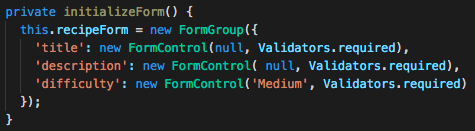 private initializeForm() {
  this.recipeForm = new FormGroup({
    'title': new FormControl(null, Validators.required),
    'description': new FormControl( null, Validators.required),
    'difficulty': new FormControl('Medium', Validators.required)
  });
}